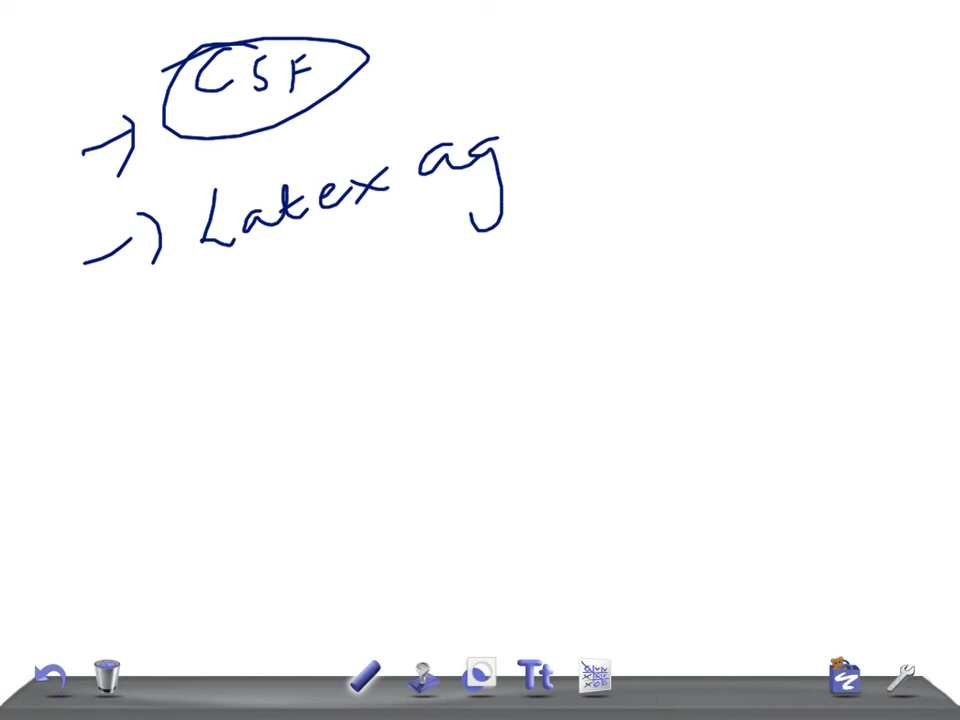 → CSF
→ Latex ag